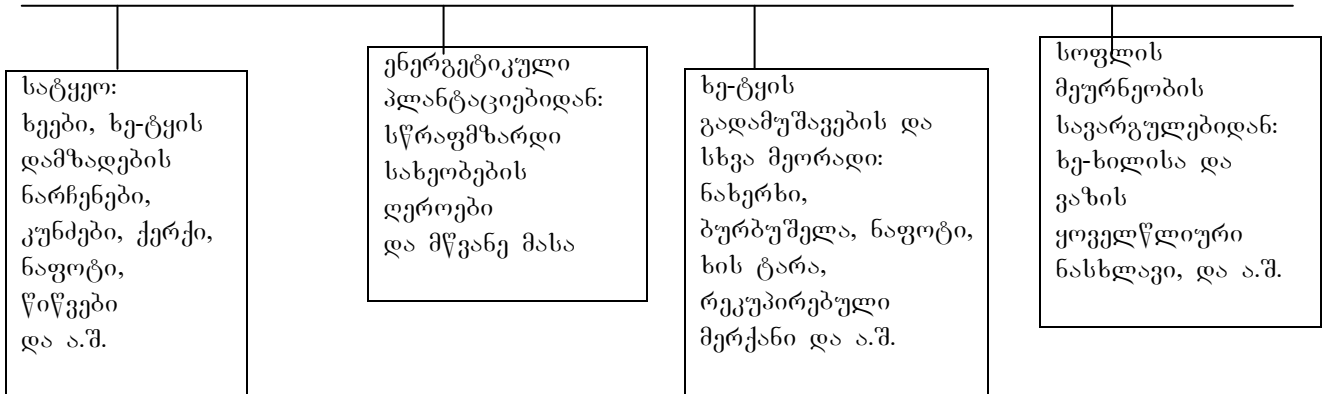 სატყეო:
ხეები, ხე-ტყის
დამზადების
ნარჩენები,
კუნძები, ქერქი,
ნაფოტი,
წიწვები
და ა.შ.
ენერგეტიკული
პლანტაციებიდან:
სწრაფმზარდი
სახეობების
ღეროები
და მწვანე მასა
ხე-ტყის
გადამუშავების და
სხვა მეორადი:
ნახერხი,
ბურბუშელა, ნაფოტი,
ხის ტარა,
რეკუპირებული
მერქანი და ა.შ.
სოფლის
მეურნეობის
სავარგულებიდან:
ხე-ხილისა და
ვაზის
ყოველწლიური
ნასხლავი, და ა.შ.